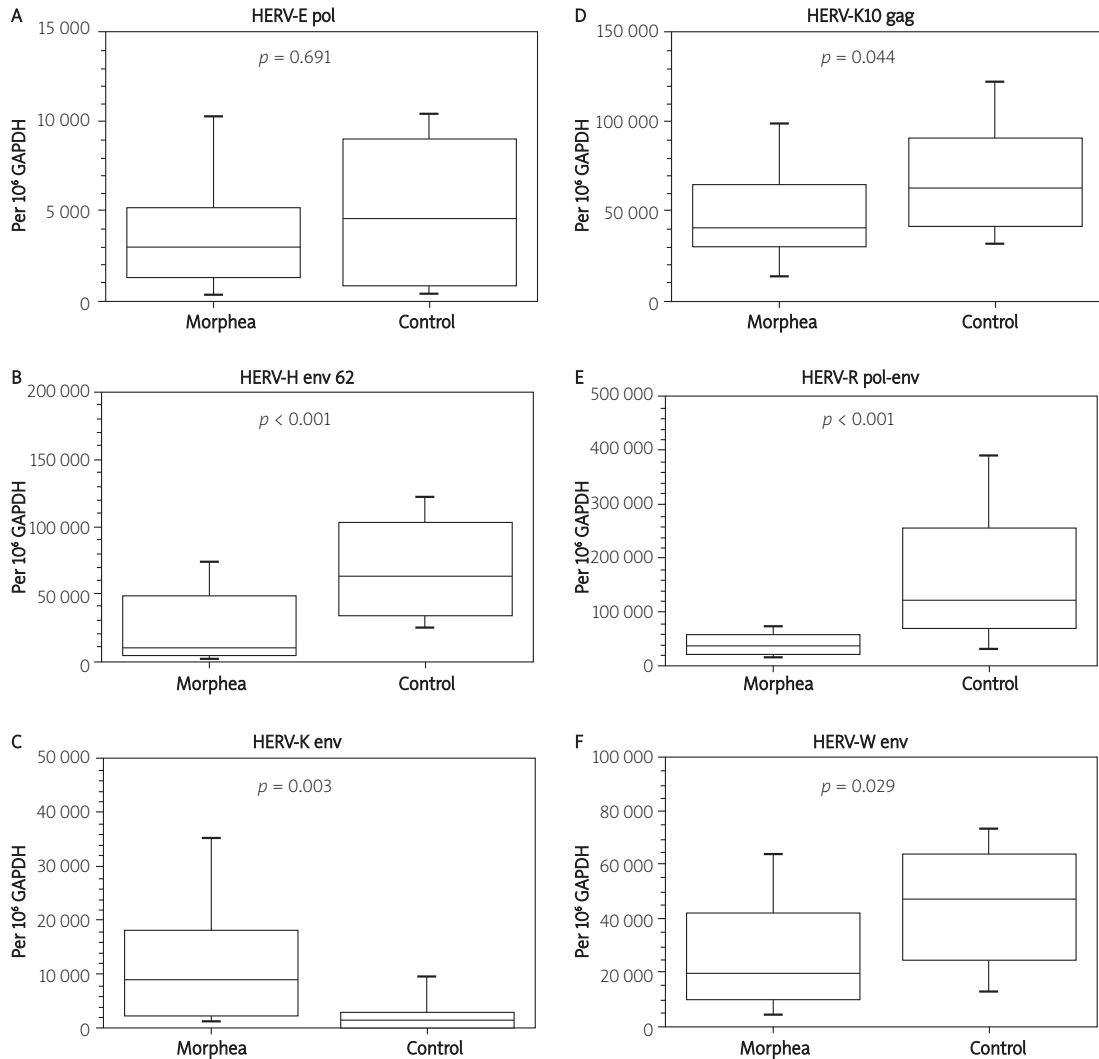 A
HERV-E pol
15 000
p = 0.691
10 000
5 000
0
Per 10⁶ GAPDH
Morphea Control
D
HERV-K10 gag
150 000
p = 0.044
100 000
50 000
0
Per 10⁶ GAPDH
Morphea Control
B
HERV-H env 62
200 000
p < 0.001
150 000
100 000
50 000
0
Per 10⁶ GAPDH
Morphea Control
E
HERV-R pol-env
500 000
p < 0.001
400 000
300 000
200 000
100 000
0
Per 10⁶ GAPDH
Morphea Control
C
HERV-K env
50 000
p = 0.003
40 000
30 000
20 000
10 000
0
Per 10⁶ GAPDH
Morphea Control
F
HERV-W env
100 000
p = 0.029
80 000
60 000
40 000
20 000
0
Per 10⁶ GAPDH
Morphea Control